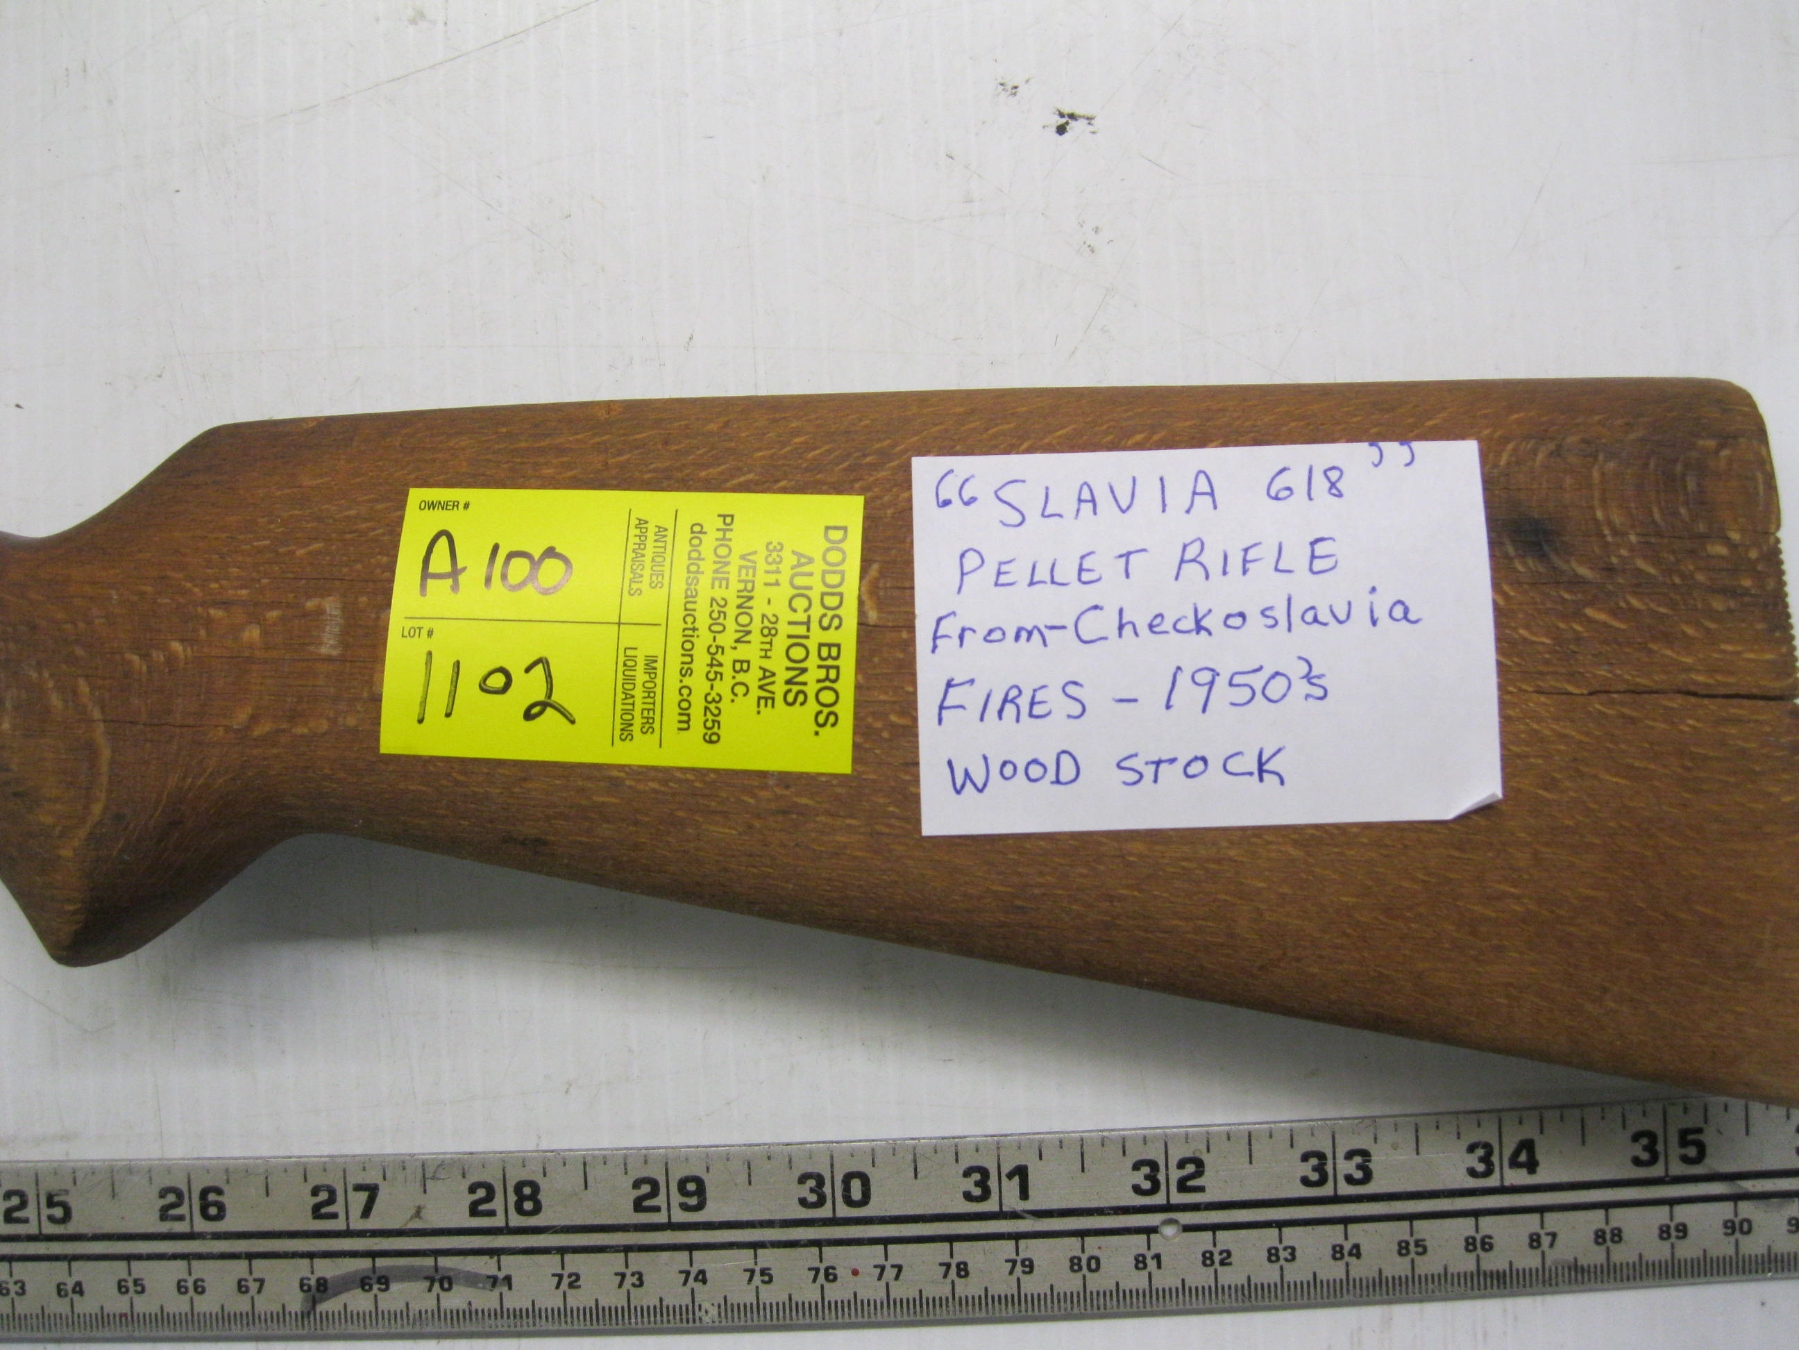 OWNER #
A 100
LOT #
1102
DODDS BROS.
AUCTIONS
3311 - 28TH AVE.
VERNON, B.C.
PHONE 250-545-3259
doddsauctions.com
ANTIQUES
APPRAISALS
IMPORTERS
LIQUIDATIONS
"SLAVIA 618"
PELLET RIFLE
From-Checkoslavia
FIRES - 1950's
WOOD STOCK
25 26 27 28 29 30 31 32 33 34 35
63 64 65 66 67 68 69 70 71 72 73 74 75 76 77 78 79 80 81 82 83 84 85 86 87 88 89 90